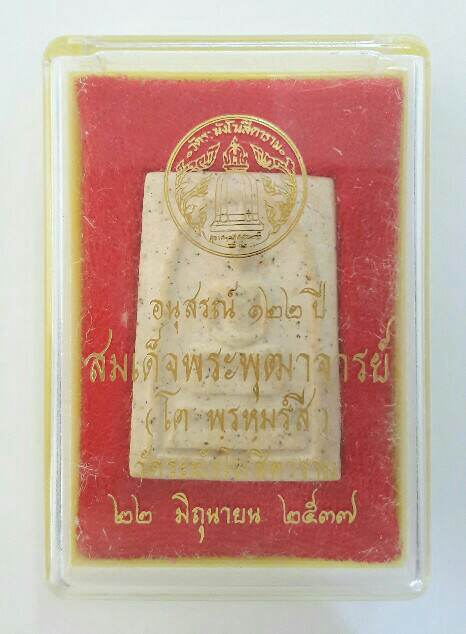 วัดระฆังโฆสิตาราม
อนุสรณ์ ๑๒๒ ปี
สมเด็จพระพุฒาจารย์
(โต พรหมรํสี)
วัดระฆังโฆสิตาราม
๒๒ มิถุนายน ๒๕๓๗